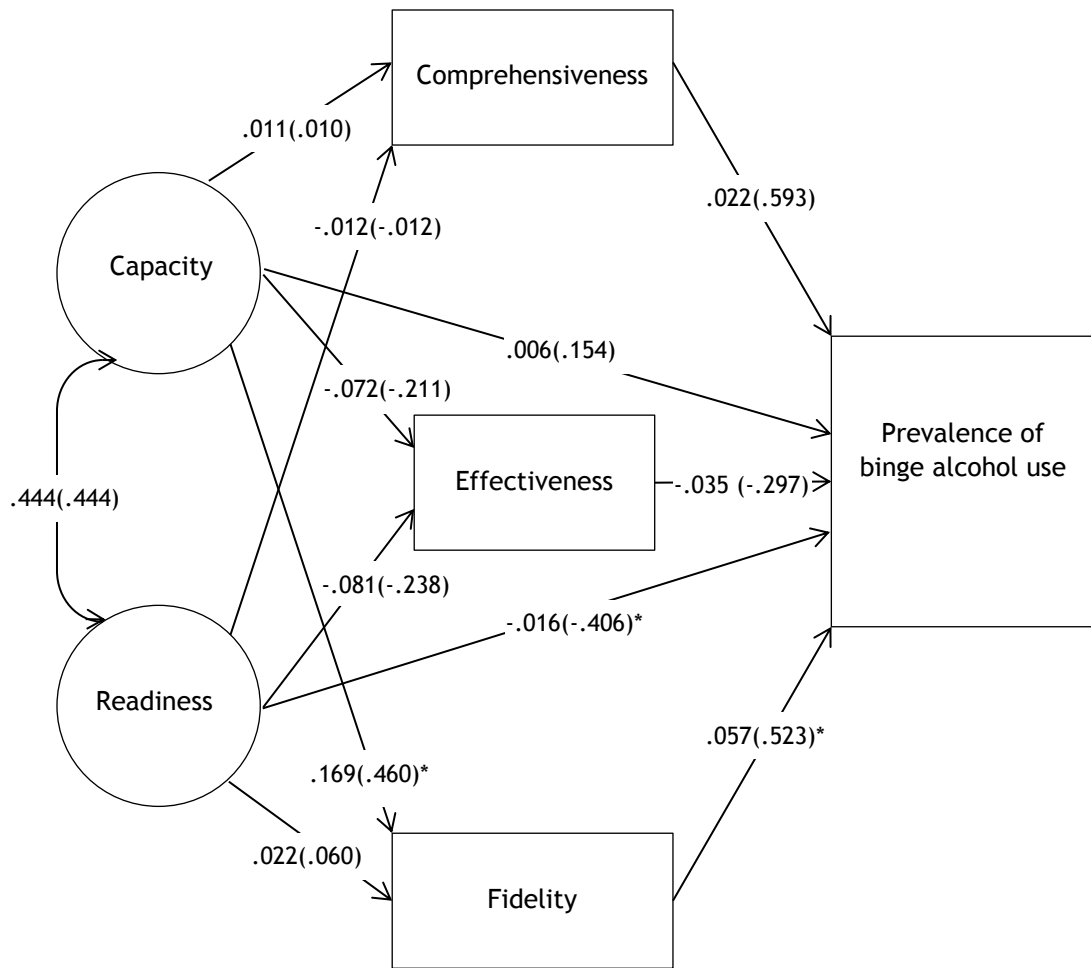 Comprehensiveness
.011(.010)
.022(.593)
-.012(-.012)
Capacity
.006(.154)
-.072(-.211)
Prevalence of
binge alcohol use
Effectiveness
-.035 (-.297)
.444(.444)
-.081(-.238)
-.016(-.406)*
Readiness
.057(.523)*
.169(.460)*
.022(.060)
Fidelity